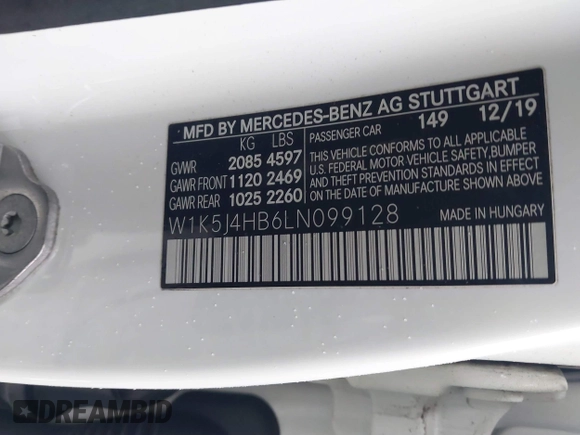 MFD BY MERCEDES-BENZ AG STUTTGART
KG LBS
GVWR 2085 4597
GAWR FRONT 1120 2469
GAWR REAR 1025 2260
PASSENGER CAR 149 12/19
THIS VEHICLE CONFORMS TO ALL APPLICABLE
U.S. FEDERAL MOTOR VEHICLE SAFETY,BUMPER
AND THEFT PREVENTION STANDARDS IN EFFECT
ON THE DATE OF MANUFACTURE SHOWN ABOVE.
W1K5J4HB6LN099128
MADE IN HUNGARY
DREAMBID